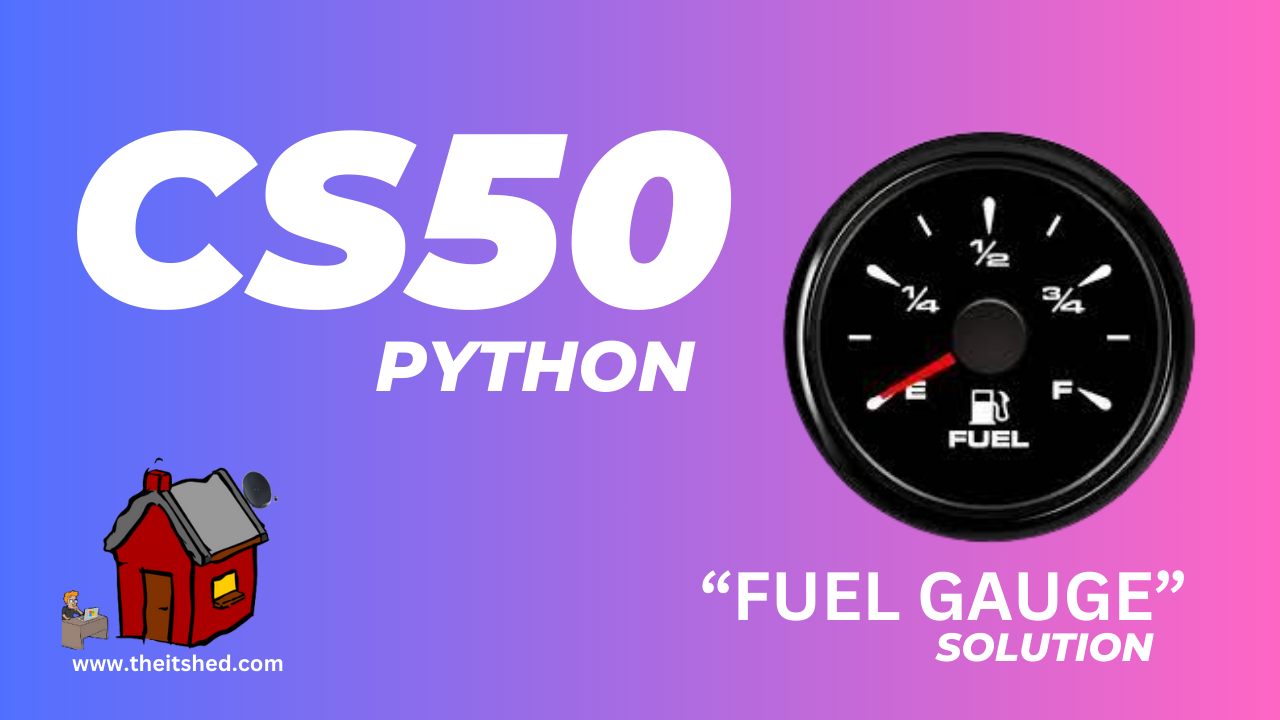 CS50
PYTHON
1/2
1/4
3/4
E
F
FUEL
“FUEL GAUGE”
SOLUTION
www.theitshed.com